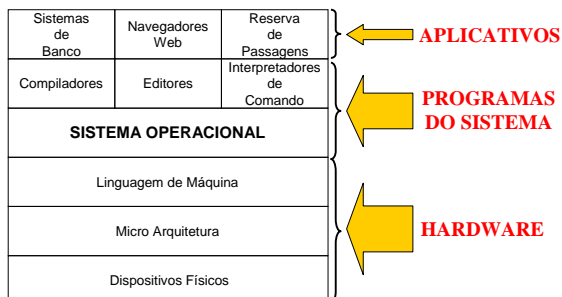 Sistemas
de
Banco
Navegadores
Web
Reserva
de
Passagens
APLICATIVOS
Compiladores
Editores
Interpretadores
de
Comando
PROGRAMAS
DO SISTEMA
SISTEMA OPERACIONAL
Linguagem de Máquina
Micro Arquitetura
HARDWARE
Dispositivos Físicos